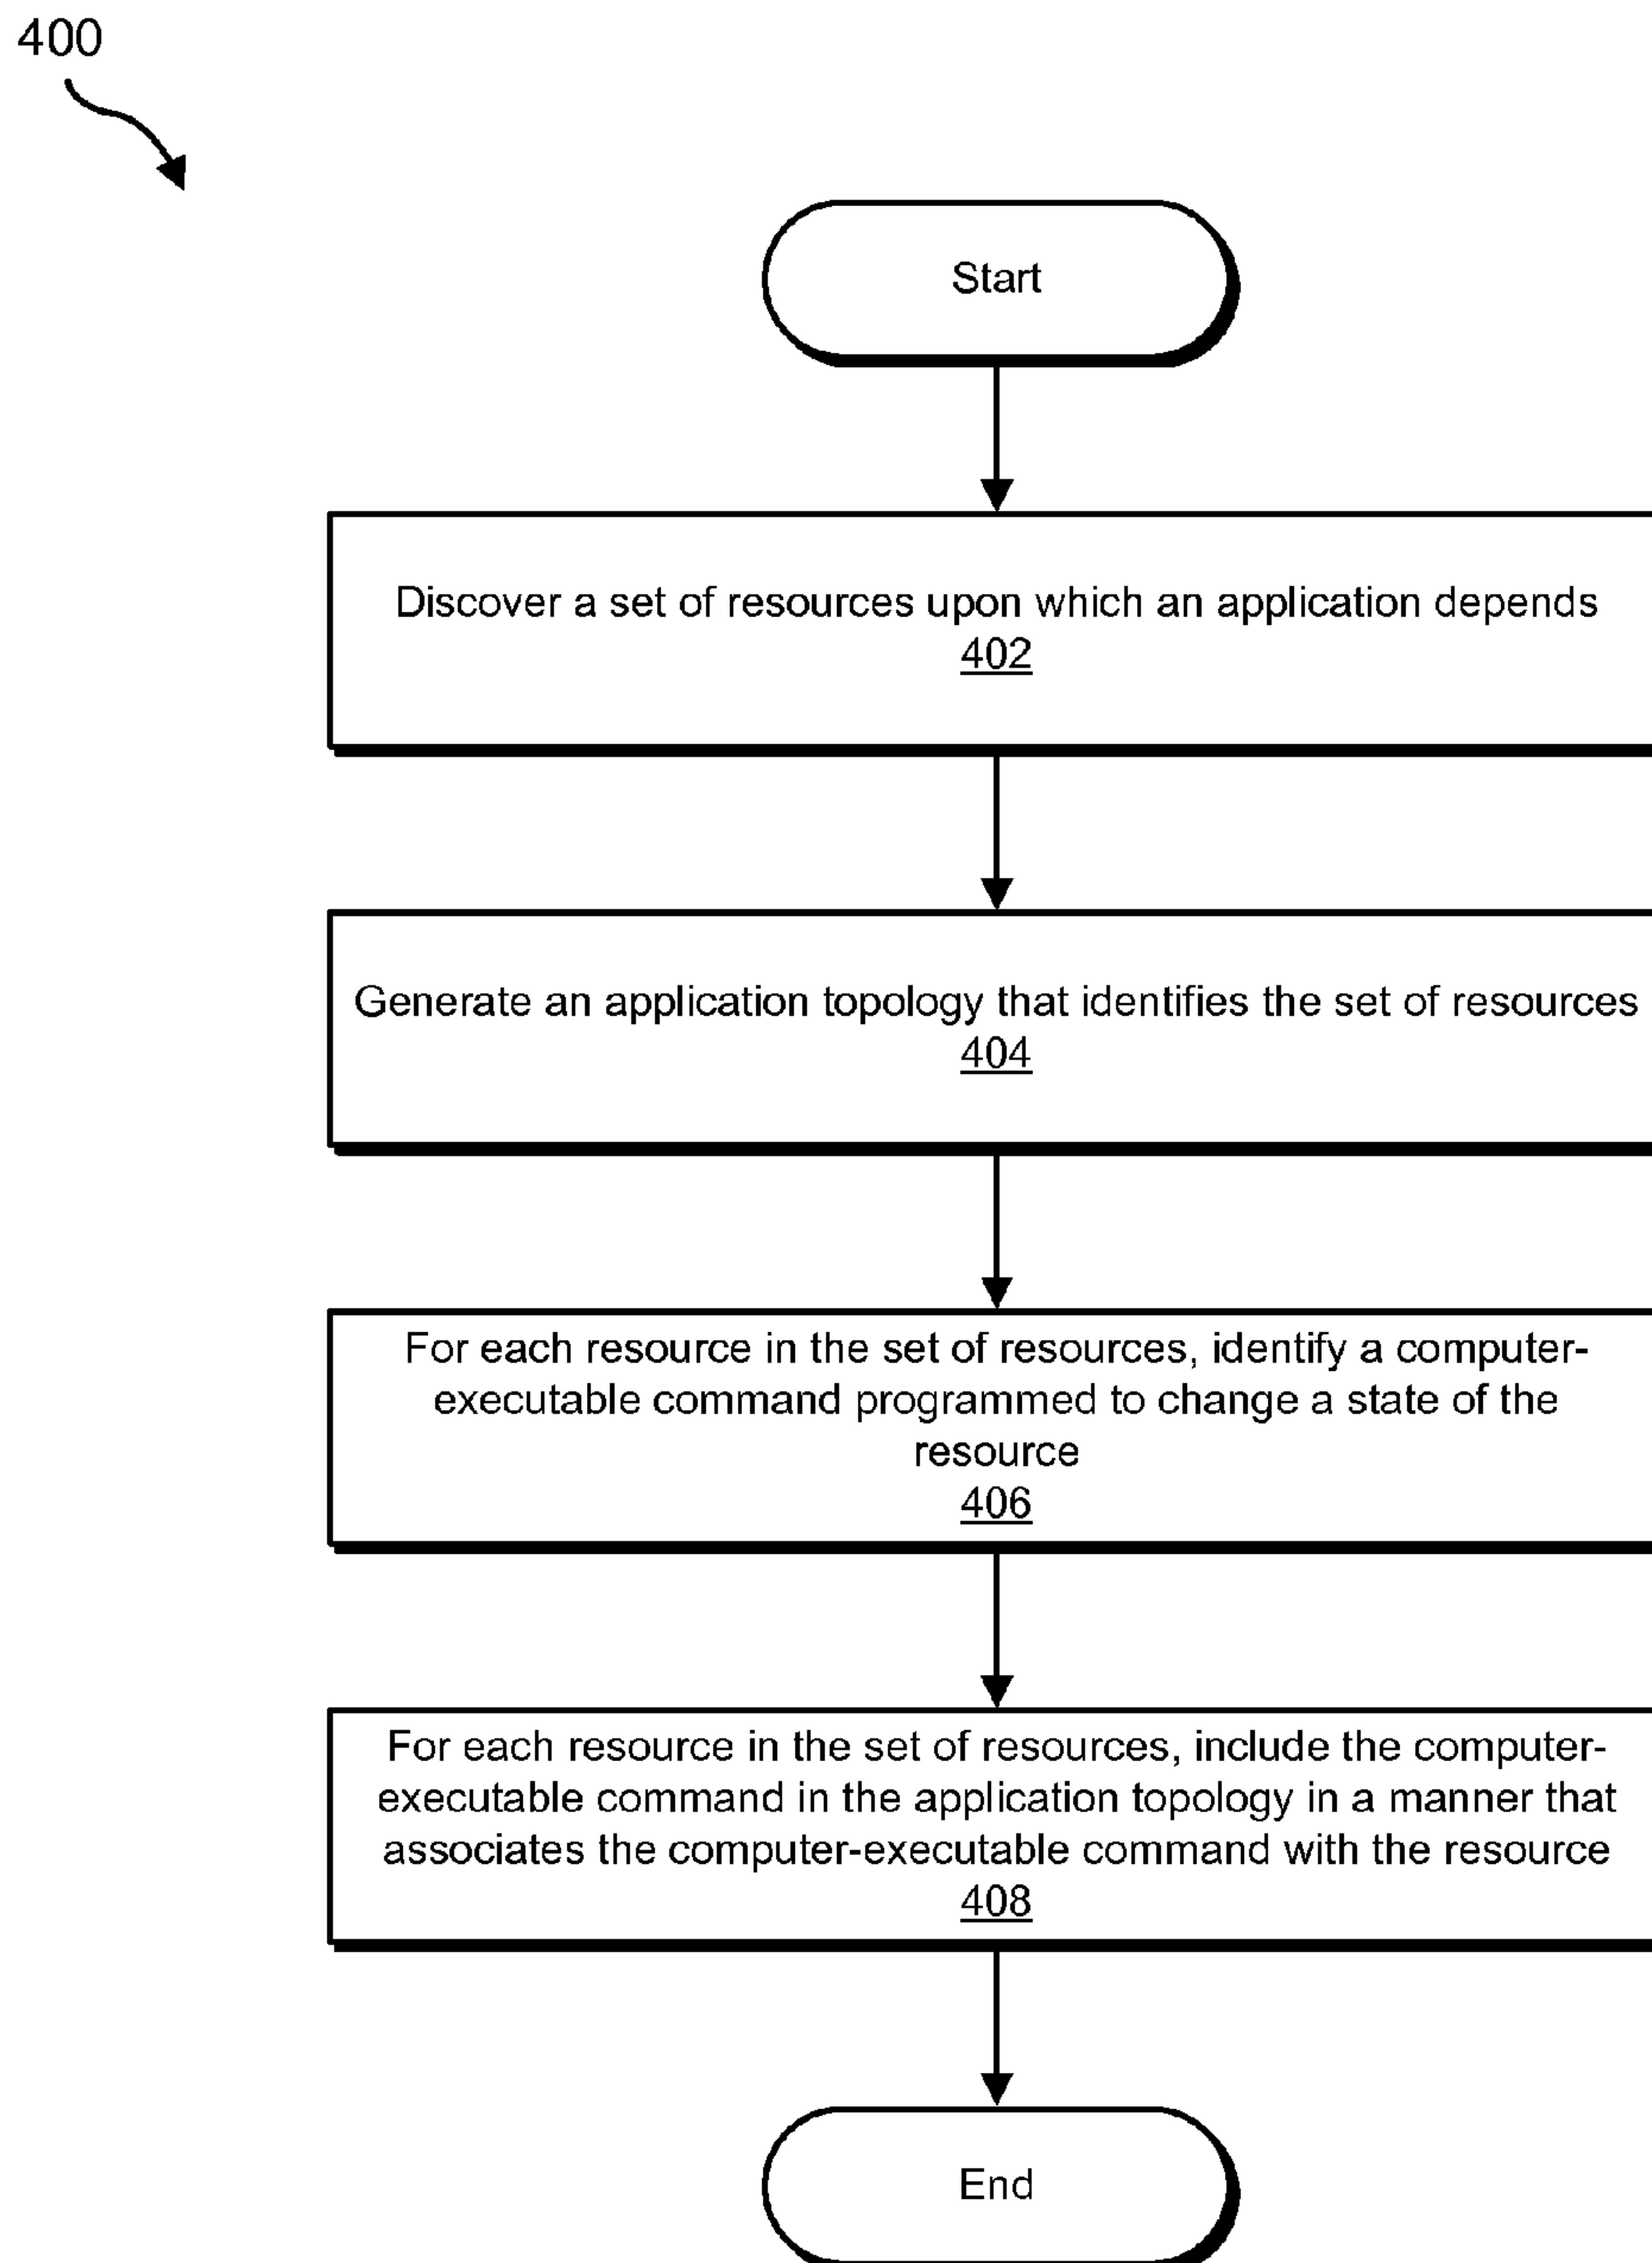 400
Start
Discover a set of resources upon which an application depends
402
Generate an application topology that identifies the set of resources
404
For each resource in the set of resources, identify a computer-
executable command programmed to change a state of the
resource
406
For each resource in the set of resources, include the computer-
executable command in the application topology in a manner that
associates the computer-executable command with the resource
408
End